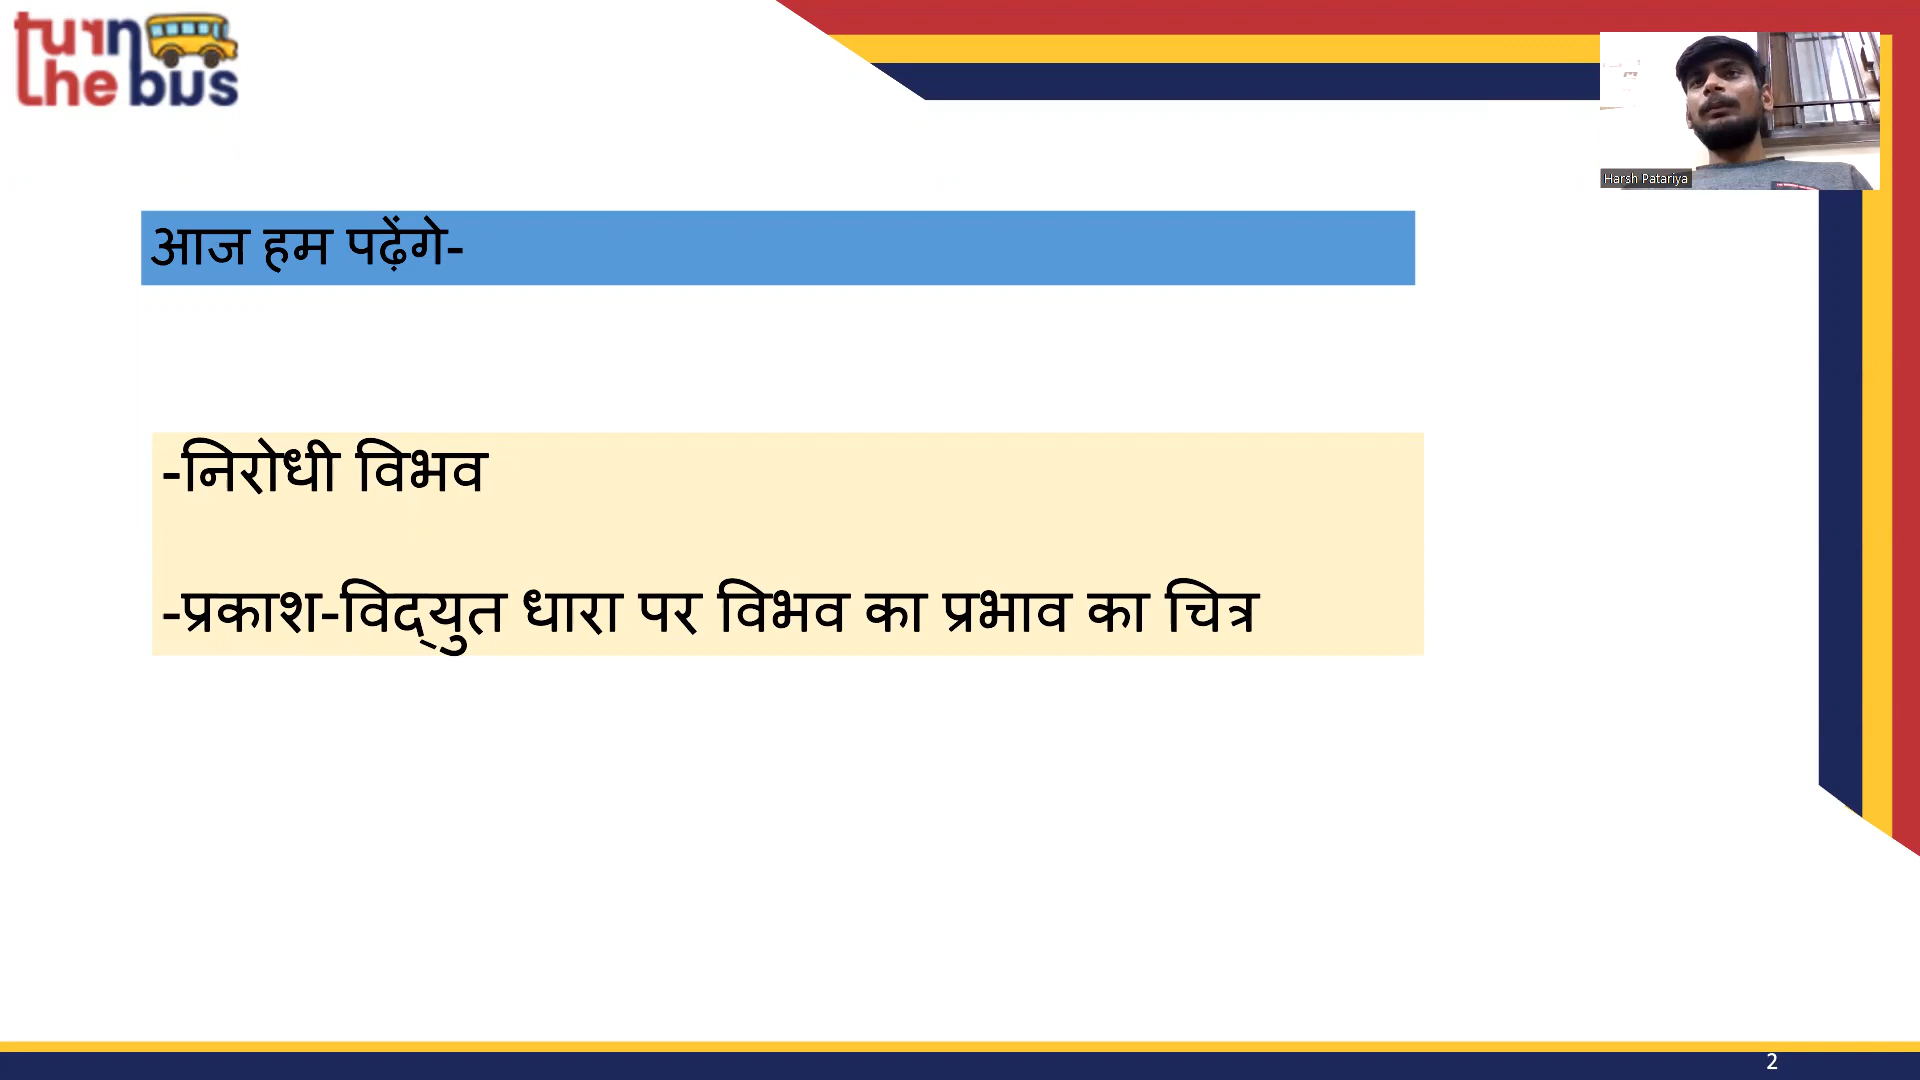 turn
the bus
Harsh Patariya
आज हम पढ़ेंगे-
-निरोधी विभव
-प्रकाश-विद्युत धारा पर विभव का प्रभाव का चित्र
2